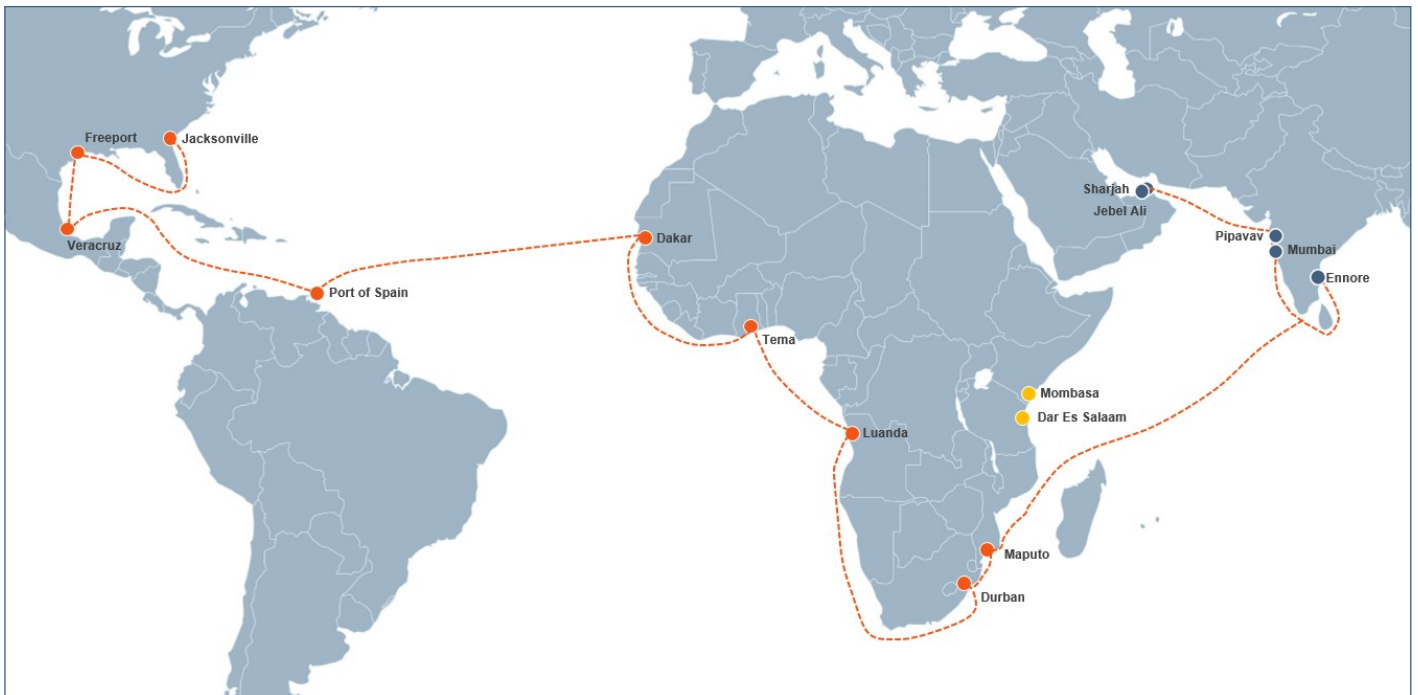 Freeport
Jacksonville
Sharjah
Jebel Ali
Veracruz
Dakar
Pipavav
Mumbai
Ennore
Port of Spain
Tema
Mombasa
Dar Es Salaam
Luanda
Maputo
Durban